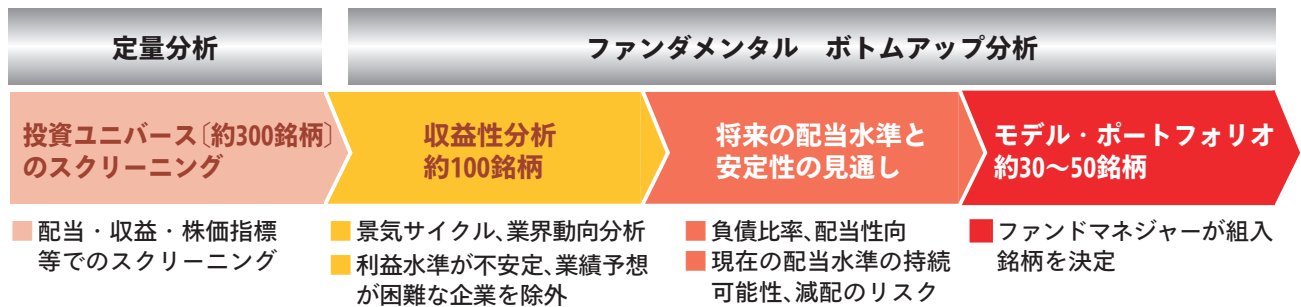 定量分析
ファンダメンタル　ボトムアップ分析
投資ユニバース〔約300銘柄〕
のスクリーニング
収益性分析
約100銘柄
将来の配当水準と
安定性の見通し
モデル・ポートフォリオ
約30〜50銘柄
■ 配当・収益・株価指標
等でのスクリーニング
■ 景気サイクル、業界動向分析
■ 利益水準が不安定、業績予想
が困難な企業を除外
■ 負債比率、配当性向
■ 現在の配当水準の持続
可能性、減配のリスク
■ ファンドマネジャーが組入
銘柄を決定